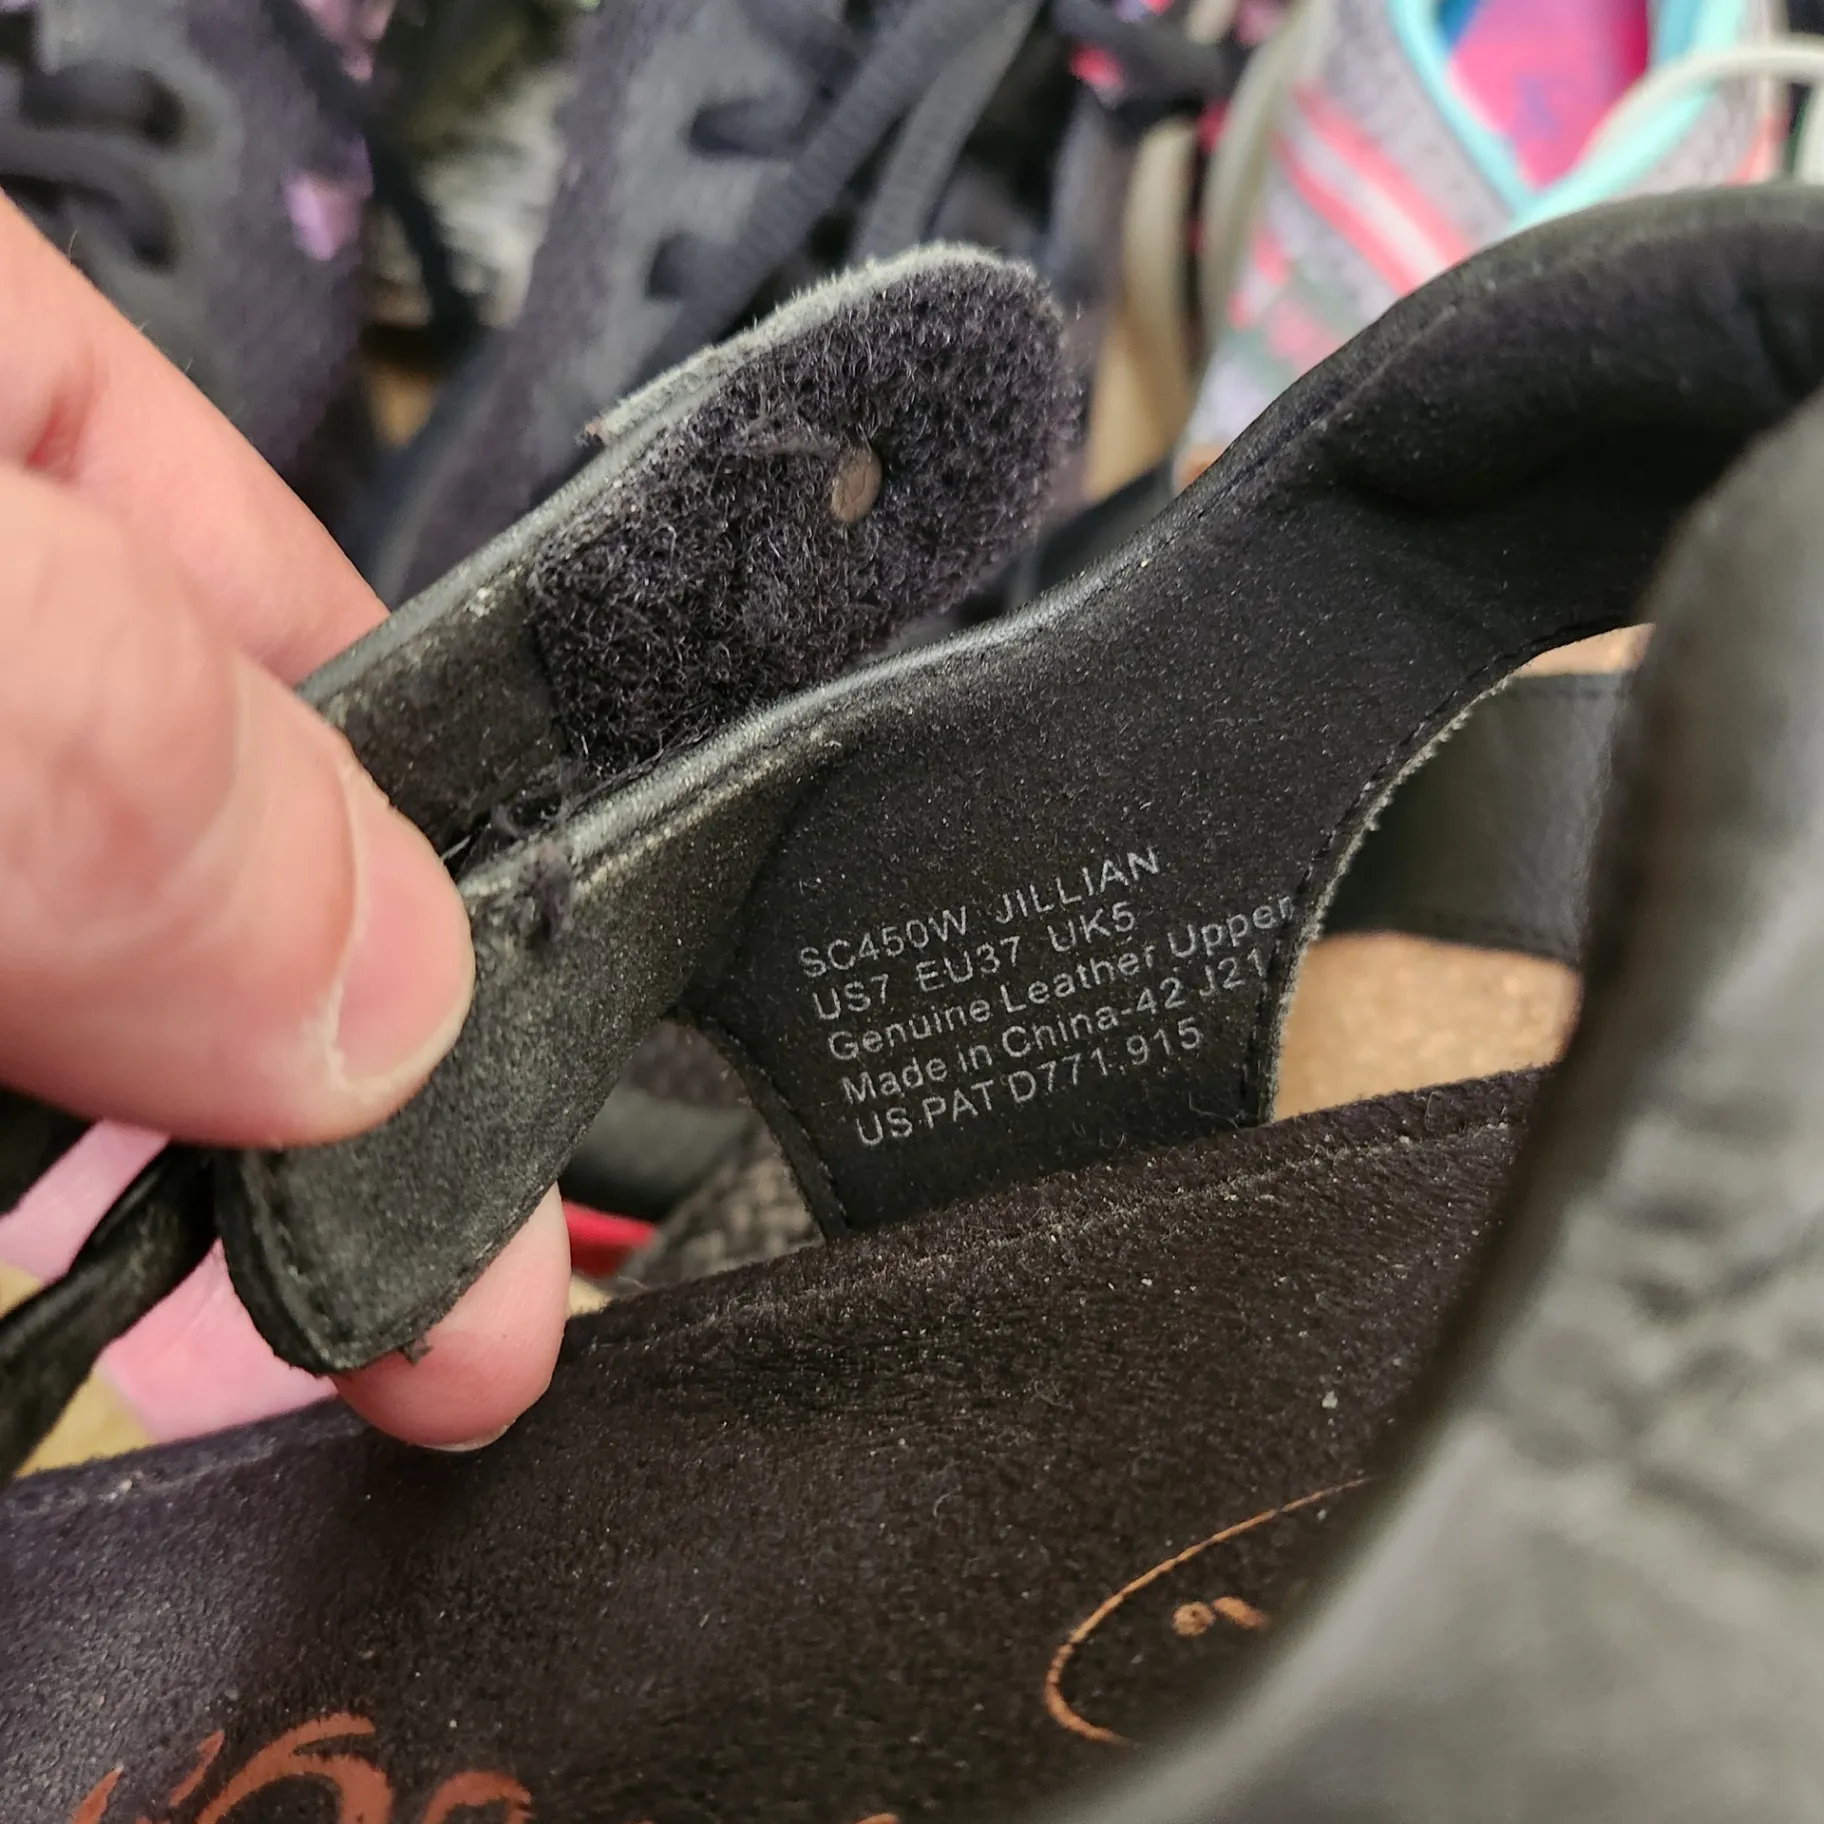 SC450W JILLIAN
US7 EU37 UK5
Genuine Leather Upper
Made in China-42 J21
US PAT D771,915